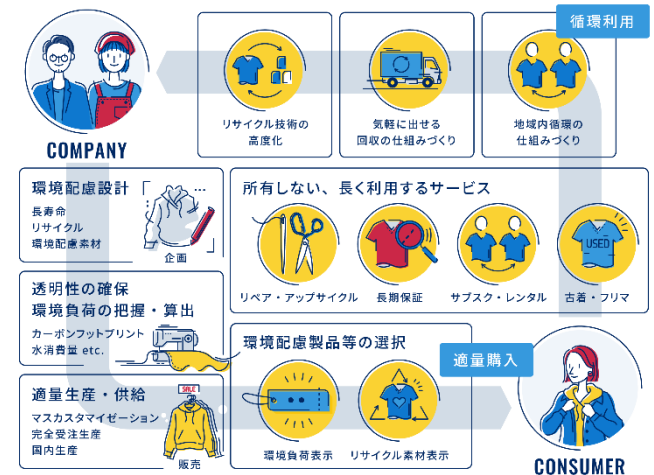 循環利用
リサイクル技術の
高度化
気軽に出せる
回収の仕組みづくり
地域内循環の
仕組みづくり
COMPANY
環境配慮設計
長寿命
リサイクル
環境配慮素材
企画
所有しない、長く利用するサービス
リペア・アップサイクル
長期保証
サブスク・レンタル
USED
古着・フリマ
透明性の確保
環境負荷の把握・算出
カーボンフットプリント
水消費量 etc.
環境配慮製品等の選択
環境負荷表示
リサイクル素材表示
適量購入
適量生産・供給
マスカスタマイゼーション
完全受注生産
国内生産
SALE
販売
CONSUMER